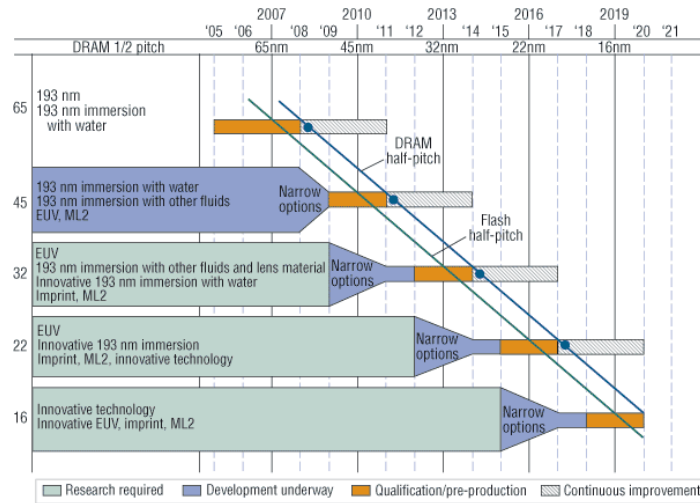 2007 2010 2013 2016 2019
'05 '06 '08 '09 '11 '12 '14 '15 '17 '18 '20 '21
DRAM 1/2 pitch 65nm 45nm 32nm 22nm 16nm
65
193 nm
193 nm immersion
with water
DRAM
half-pitch
45
193 nm immersion with water
193 nm immersion with other fluids
EUV, ML2
Narrow
options
Flash
half-pitch
32
EUV
193 nm immersion with other fluids and lens material
Innovative 193 nm immersion with water
Imprint, ML2
Narrow
options
22
EUV
Innovative 193 nm immersion
Imprint, ML2, innovative technology
Narrow
options
16
Innovative technology
Innovative EUV, imprint, ML2
Narrow
options
Research required
Development underway
Qualification/pre-production
Continuous improvement